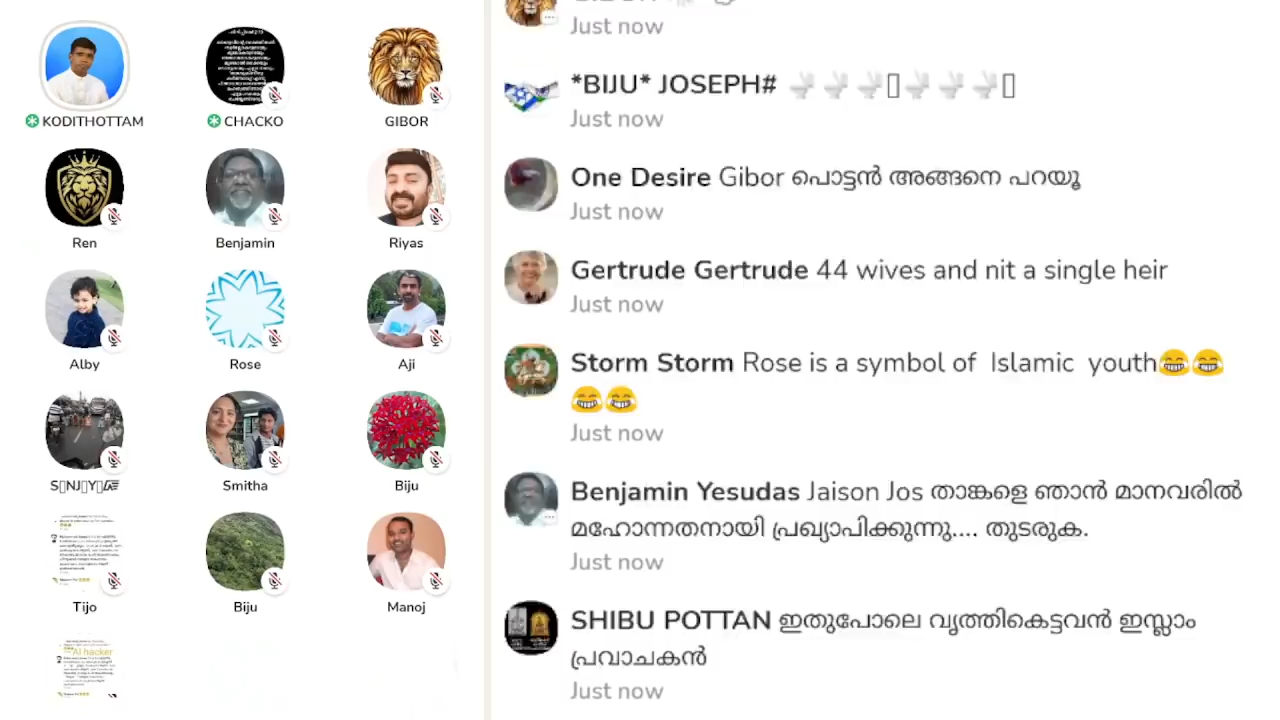 KODITHOTTAM
CHACKO
GIBOR
Ren
Benjamin
Riyas
Alby
Rose
Aji
Smitha
Biju
Tijo
Biju
Manoj
AI hacker
Just now
*BIJU* JOSEPH# 🕊🕊🕊▯🕊🕊🕊▯
Just now
One Desire Gibor പൊട്ടൻ അങ്ങനെ പറയൂ
Just now
Gertrude Gertrude 44 wives and nit a single heir
Just now
Storm Storm Rose is a symbol of Islamic youth😂😂
😂😂
Just now
Benjamin Yesudas Jaison Jos താങ്കളെ ഞാൻ മാനവരിൽ
മഹോന്നതനായി പ്രഖ്യാപിക്കുന്നു.... തുടരുക.
Just now
SHIBU POTTAN ഇതുപോലെ വൃത്തികെട്ടവൻ ഇസ്ലാം
പ്രവാചകൻ
Just now